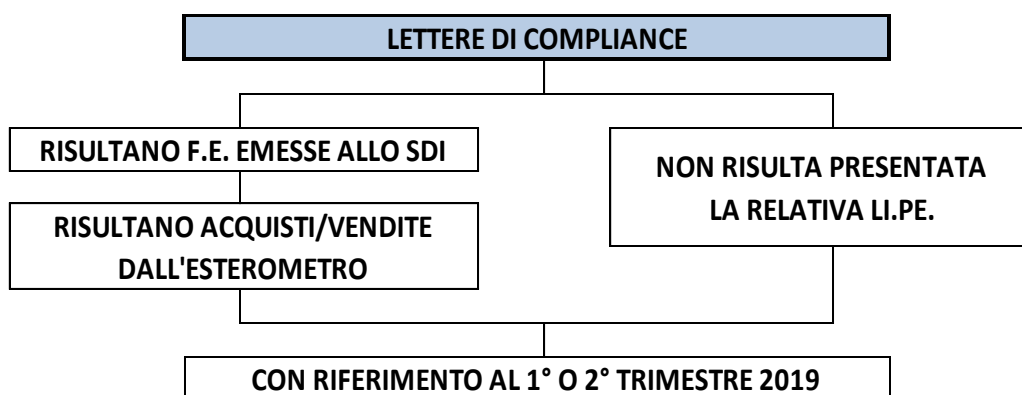 LETTERE DI COMPLIANCE
RISULTANO F.E. EMESSE ALLO SDI
RISULTANO ACQUISTI/VENDITE
DALL'ESTEROMETRO
NON RISULTA PRESENTATA
LA RELATIVA LI.PE.
CON RIFERIMENTO AL 1° O 2° TRIMESTRE 2019